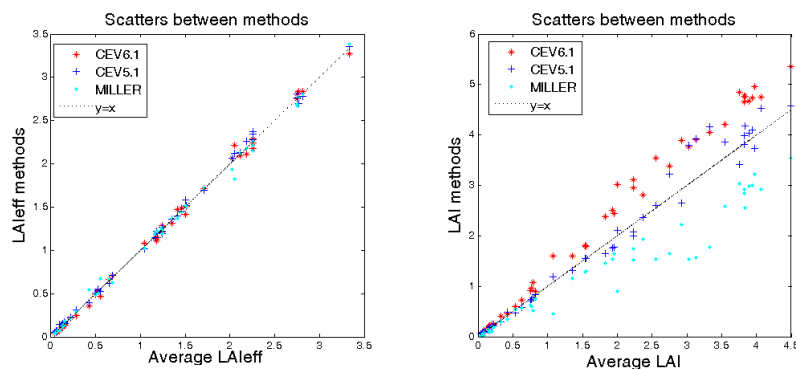 Scatters between methods
CEV6.1
CEV5.1
MILLER
y=x
LAIeff methods
3.5
3
2.5
2
1.5
1
0.5
0
0
0.5
1
1.5
2
2.5
3
3.5
Average LAIeff
Scatters between methods
CEV6.1
CEV5.1
MILLER
y=x
LAI methods
6
5
4
3
2
1
0
0
0.5
1
1.5
2
2.5
3
3.5
4
4.5
Average LAI